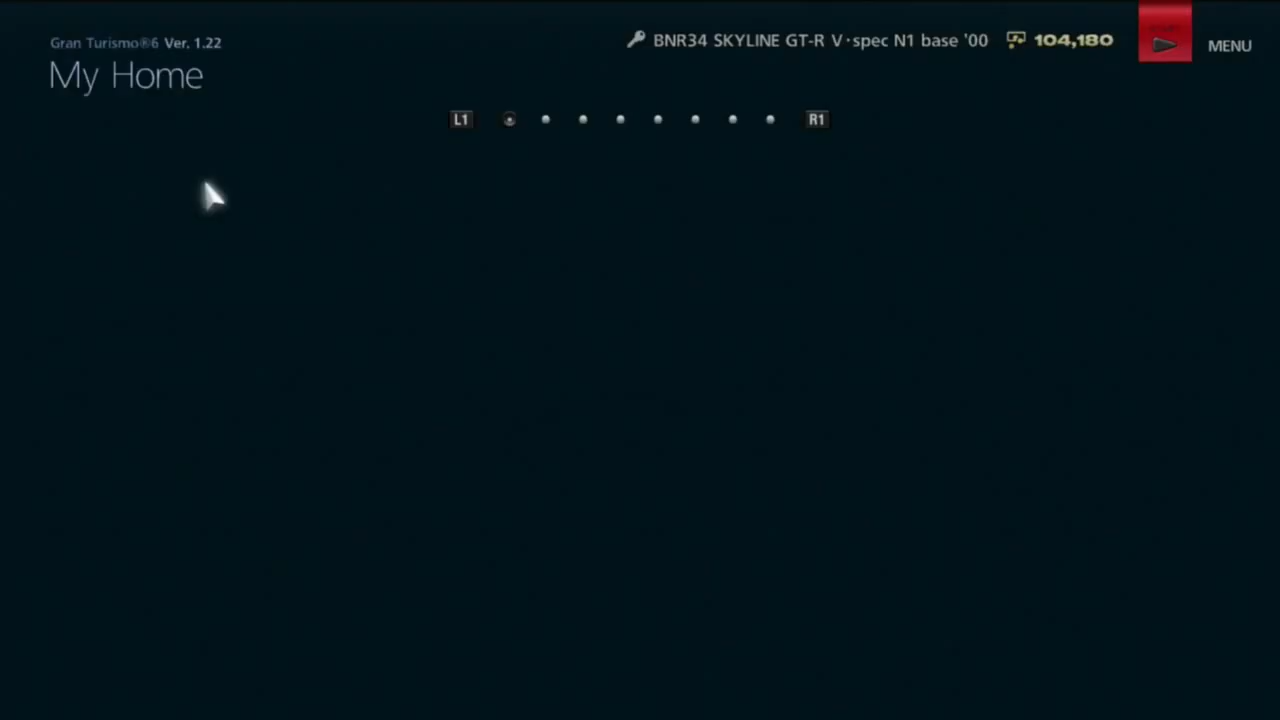 Gran Turismo®6 Ver. 1.22
My Home
BNR34 SKYLINE GT-R V·spec N1 base '00
104,180
MENU
L1
R1